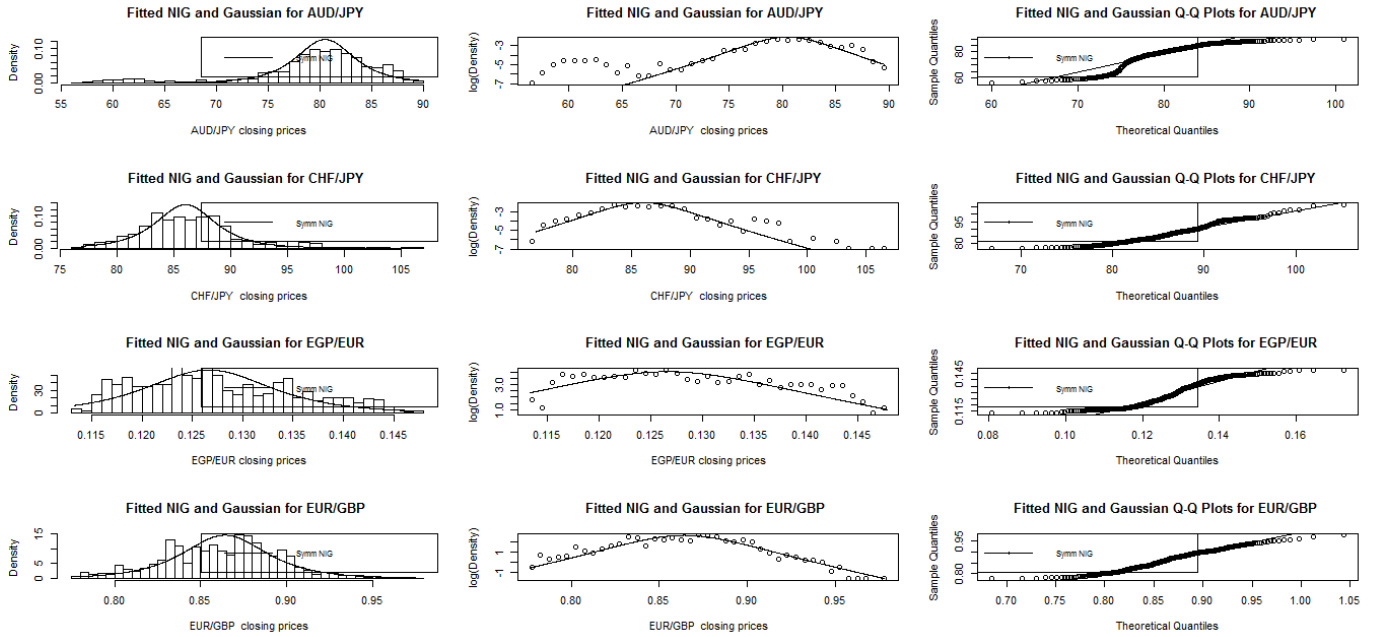 Fitted NIG and Gaussian for AUD/JPY
Density
0.00
0.10
Symm NIG
55 60 65 70 75 80 85 90
AUD/JPY closing prices
Fitted NIG and Gaussian for AUD/JPY
log(Density)
-7
-5
-3
60 65 70 75 80 85 90
AUD/JPY closing prices
Fitted NIG and Gaussian Q-Q Plots for AUD/JPY
Sample Quantiles
60
80
Symm NIG
60 70 80 90 100
Theoretical Quantiles
Fitted NIG and Gaussian for CHF/JPY
Density
0.00
0.10
Symm NIG
75 80 85 90 95 100 105
CHF/JPY closing prices
Fitted NIG and Gaussian for CHF/JPY
log(Density)
-7
-5
-3
80 85 90 95 100 105
CHF/JPY closing prices
Fitted NIG and Gaussian Q-Q Plots for CHF/JPY
Sample Quantiles
80
95
Symm NIG
70 80 90 100
Theoretical Quantiles
Fitted NIG and Gaussian for EGP/EUR
Density
0
30
Symm NIG
0.115 0.120 0.125 0.130 0.135 0.140 0.145
EGP/EUR closing prices
Fitted NIG and Gaussian for EGP/EUR
log(Density)
1.0
3.0
0.115 0.120 0.125 0.130 0.135 0.140 0.145
EGP/EUR closing prices
Fitted NIG and Gaussian Q-Q Plots for EGP/EUR
Sample Quantiles
0.115
0.145
Symm NIG
0.08 0.10 0.12 0.14 0.16
Theoretical Quantiles
Fitted NIG and Gaussian for EUR/GBP
Density
0
5
15
Symm NIG
0.80 0.85 0.90 0.95
EUR/GBP closing prices
Fitted NIG and Gaussian for EUR/GBP
log(Density)
-1
1
0.80 0.85 0.90 0.95
EUR/GBP closing prices
Fitted NIG and Gaussian Q-Q Plots for EUR/GBP
Sample Quantiles
0.80
0.95
Symm NIG
0.70 0.75 0.80 0.85 0.90 0.95 1.00 1.05
Theoretical Quantiles